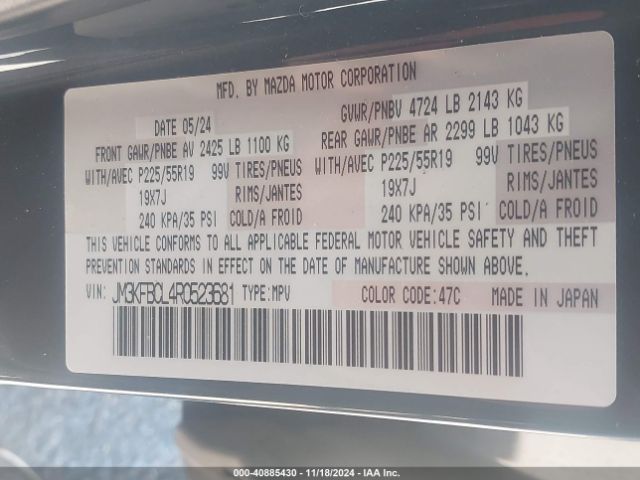 MFD. BY MAZDA MOTOR CORPORATION
DATE 05/24 GVWR/PNBV 4724 LB 2143 KG
FRONT GAWR/PNBE AV 2425 LB 1100 KG REAR GAWR/PNBE AR 2299 LB 1043 KG
WITH/AVEC P225/55R19 99V TIRES/PNEUS WITH/AVEC P225/55R19 99V TIRES/PNEUS
19X7J RIMS/JANTES 19X7J RIMS/JANTES
240 KPA/35 PSI COLD/A FROID 240 KPA/35 PSI COLD/A FROID
THIS VEHICLE CONFORMS TO ALL APPLICABLE FEDERAL MOTOR VEHICLE SAFETY AND THEFT
PREVENTION STANDARDS IN EFFECT ON THE DATE OF MANUFACTURE SHOWN ABOVE.
VIN: JM3KFBCL4R0523681 TYPE:MPV COLOR CODE:47C MADE IN JAPAN
000-40885430 - 11/18/2024 - IAA Inc.